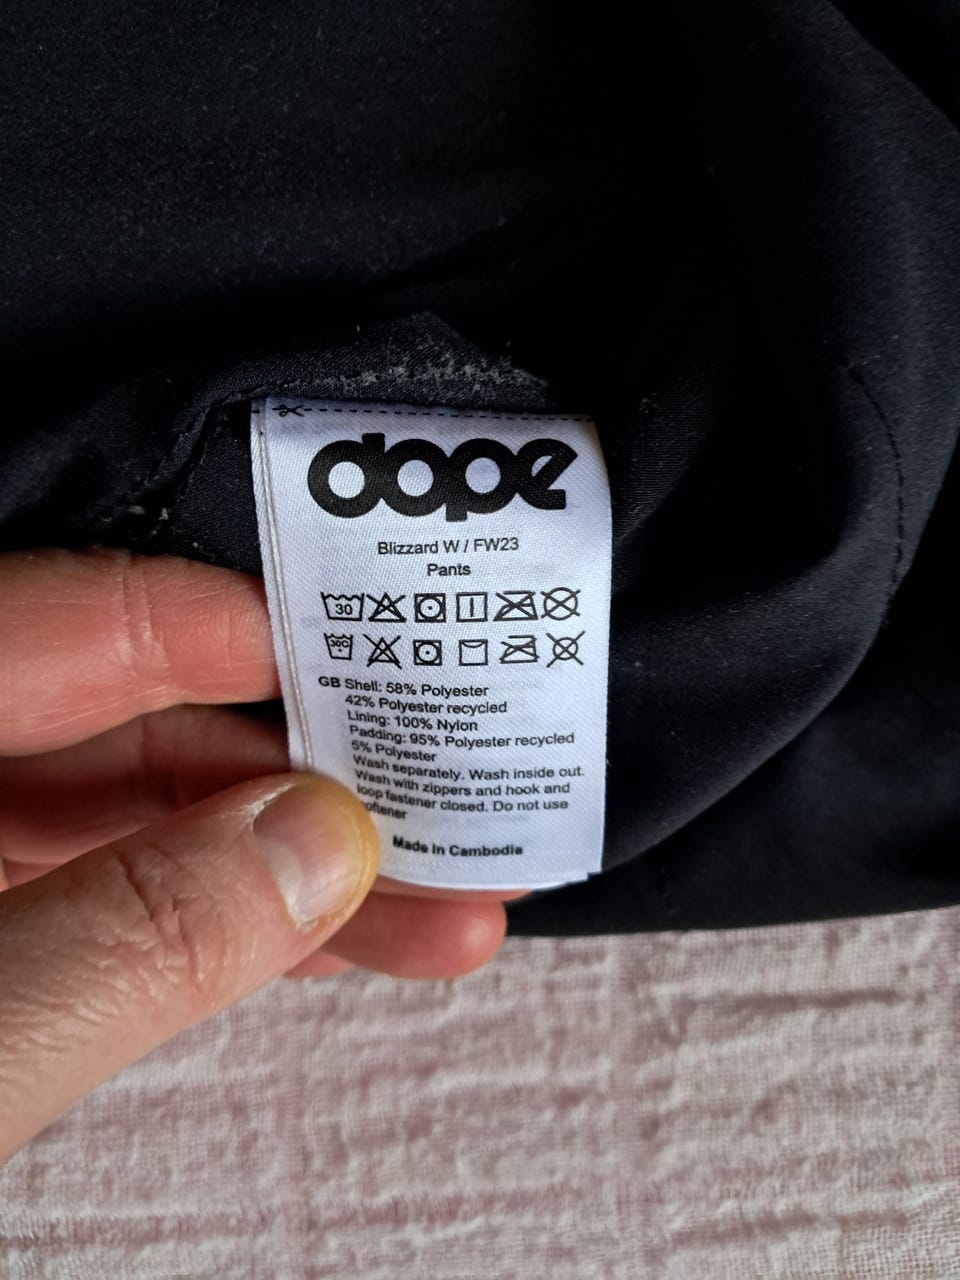 dope
Blizzard W / FW23
Pants
30
30C
GB Shell: 58% Polyester
42% Polyester recycled
Lining: 100% Nylon
Padding: 95% Polyester recycled
5% Polyester
Wash separately. Wash inside out.
Wash with zippers and hook and
loop fastener closed. Do not use
softener
Made in Cambodia